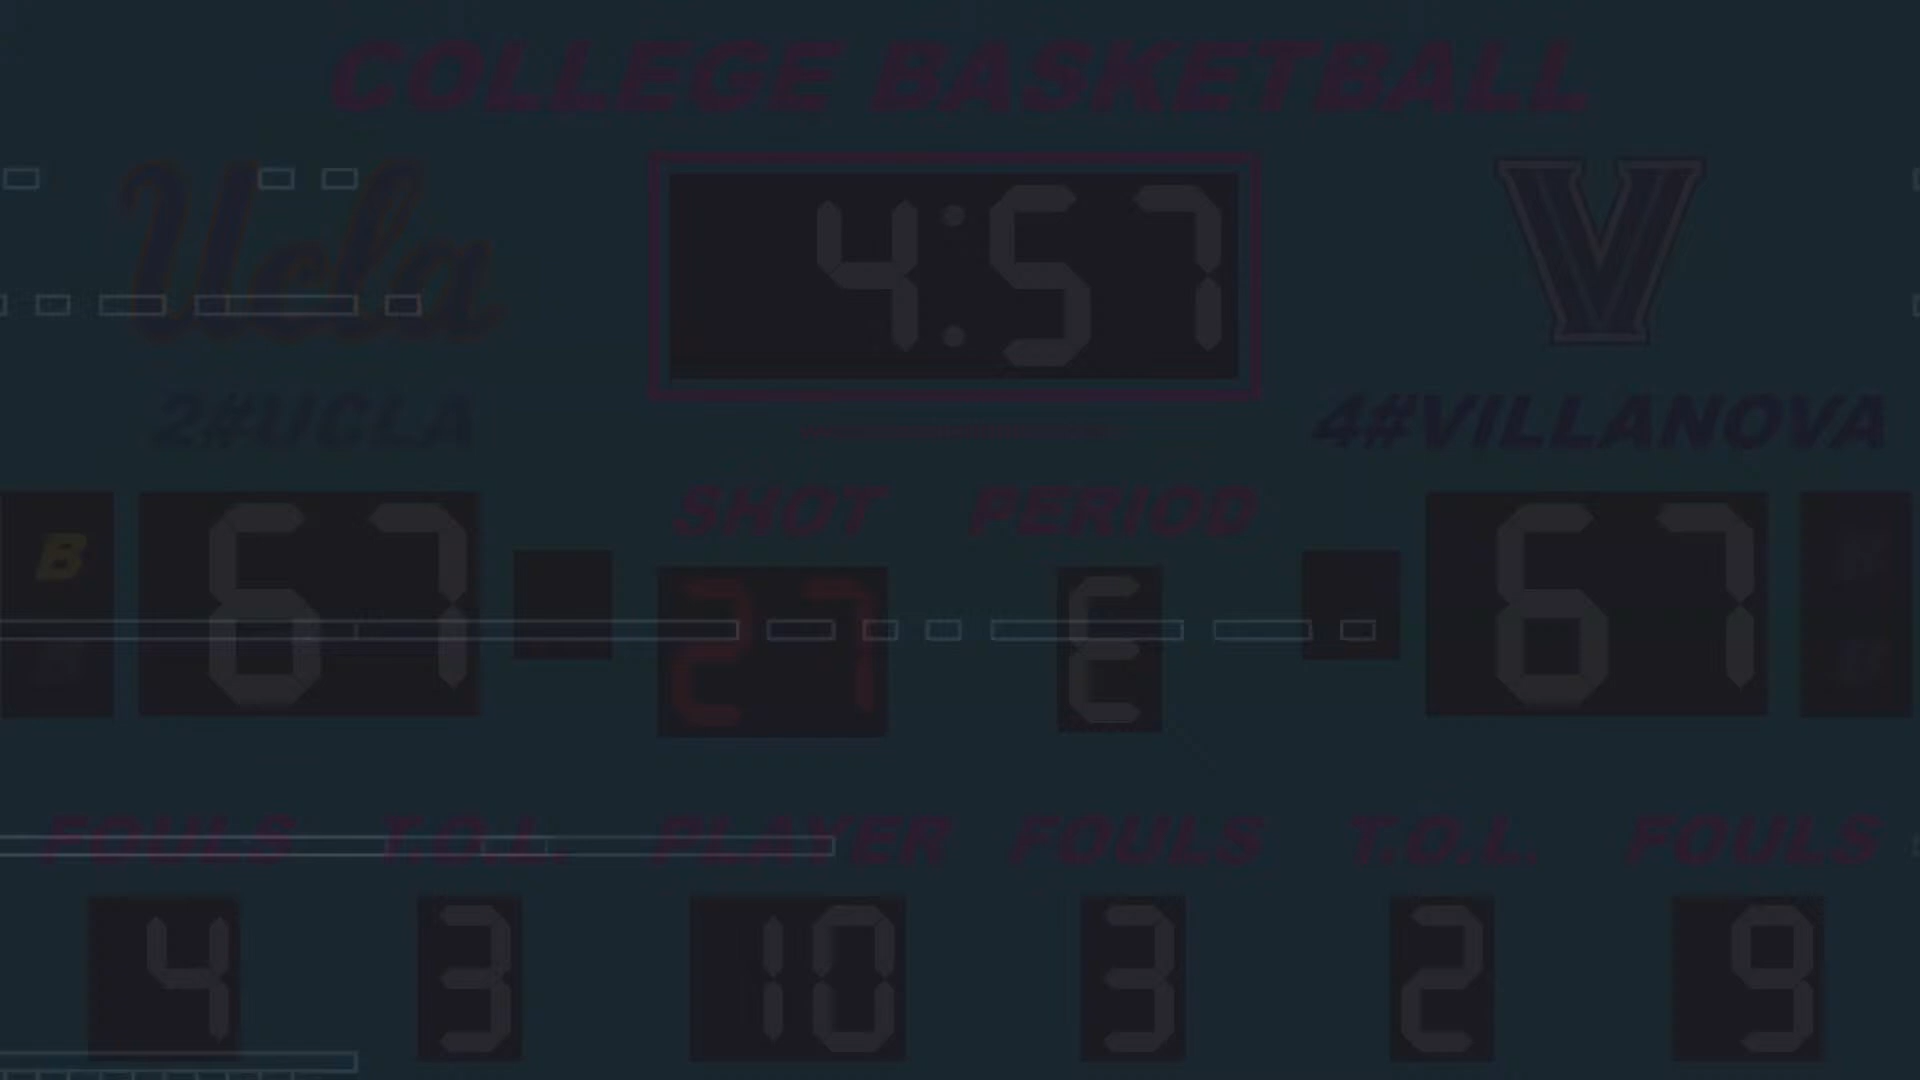 COLLEGE BASKETBALL
Ucla
4:57
V
2#UCLA
4#VILLANOVA
SHOT PERIOD
B
67
27
E
67
FOULS T.O.L. PLAYER FOULS T.O.L. FOULS
4 3 10 3 2 9